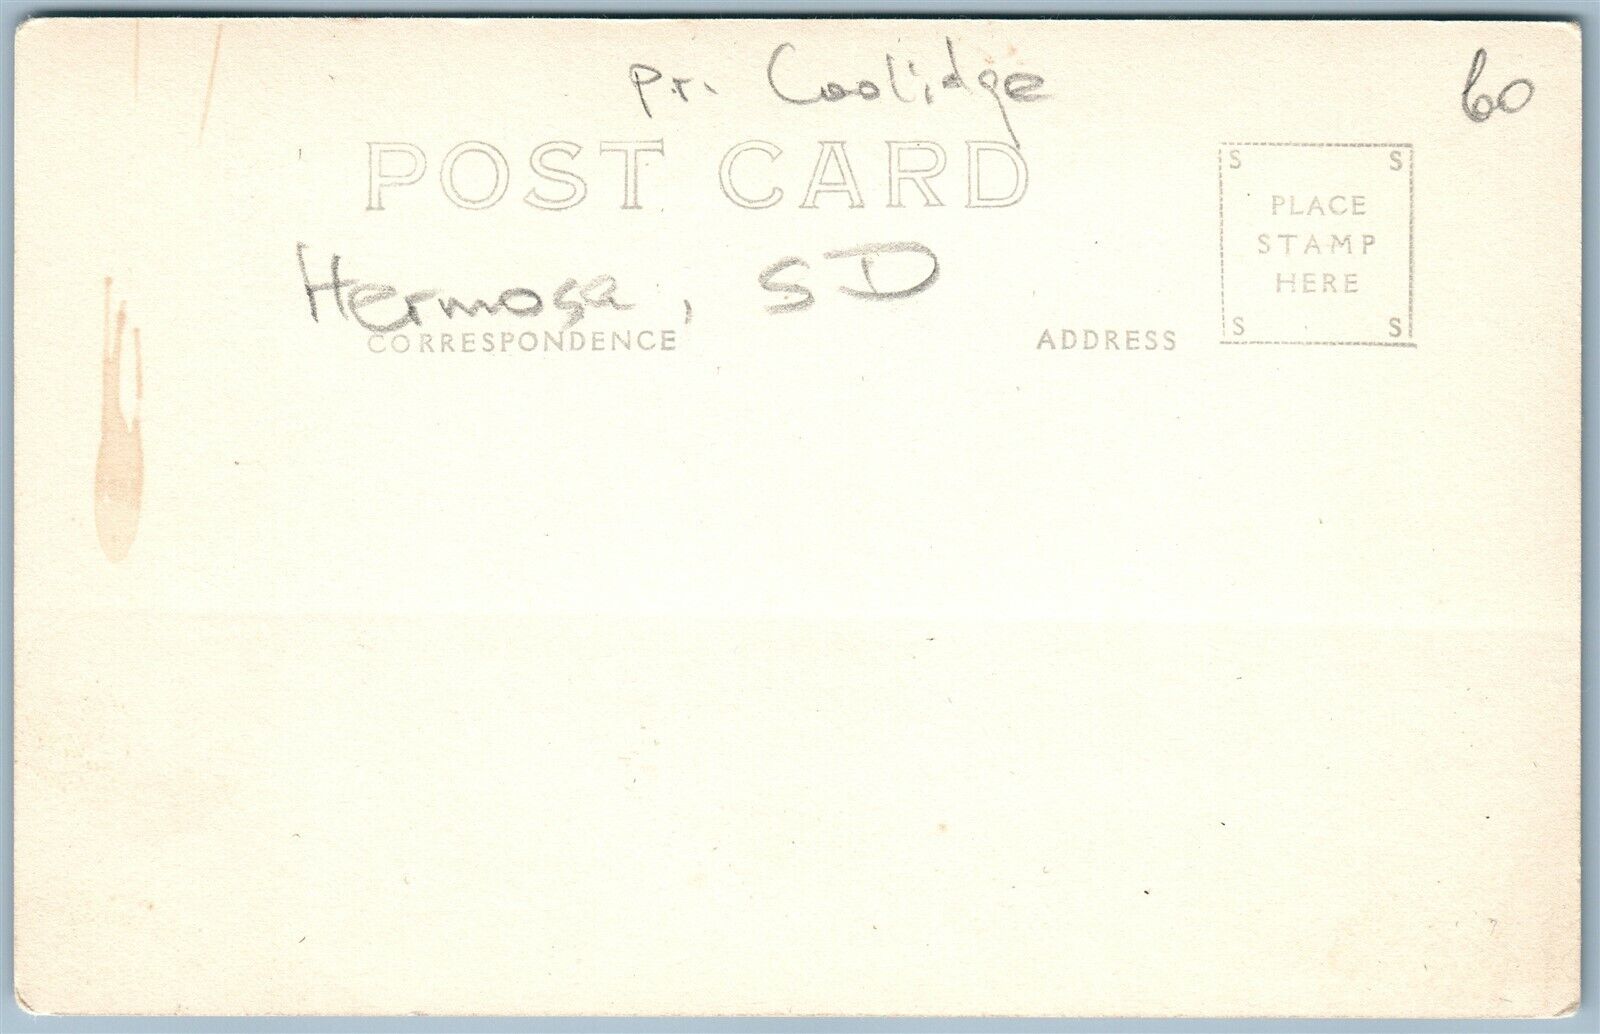 Pr. Coolidge
60
POST CARD
S S
PLACE
STAMP
HERE
S S
Hermosa, SD
CORRESPONDENCE
ADDRESS